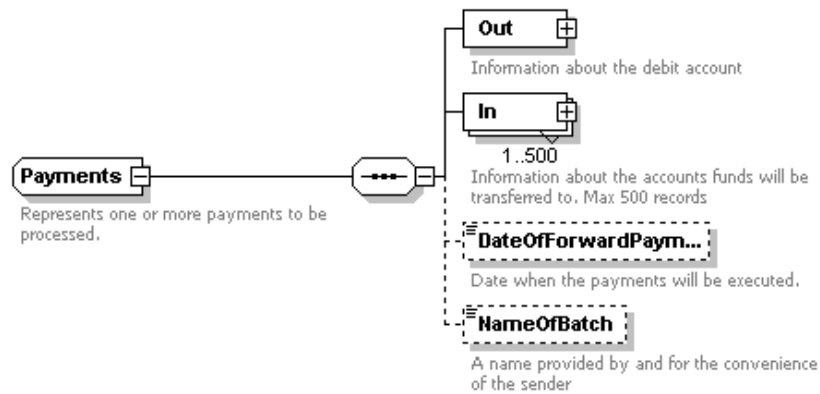 Out
Information about the debit account
In
1..500
Information about the accounts funds will be
transferred to. Max 500 records
Payments
Represents one or more payments to be
processed.
DateOfForwardPaym...
Date when the payments will be executed.
NameOfBatch
A name provided by and for the convenience
of the sender